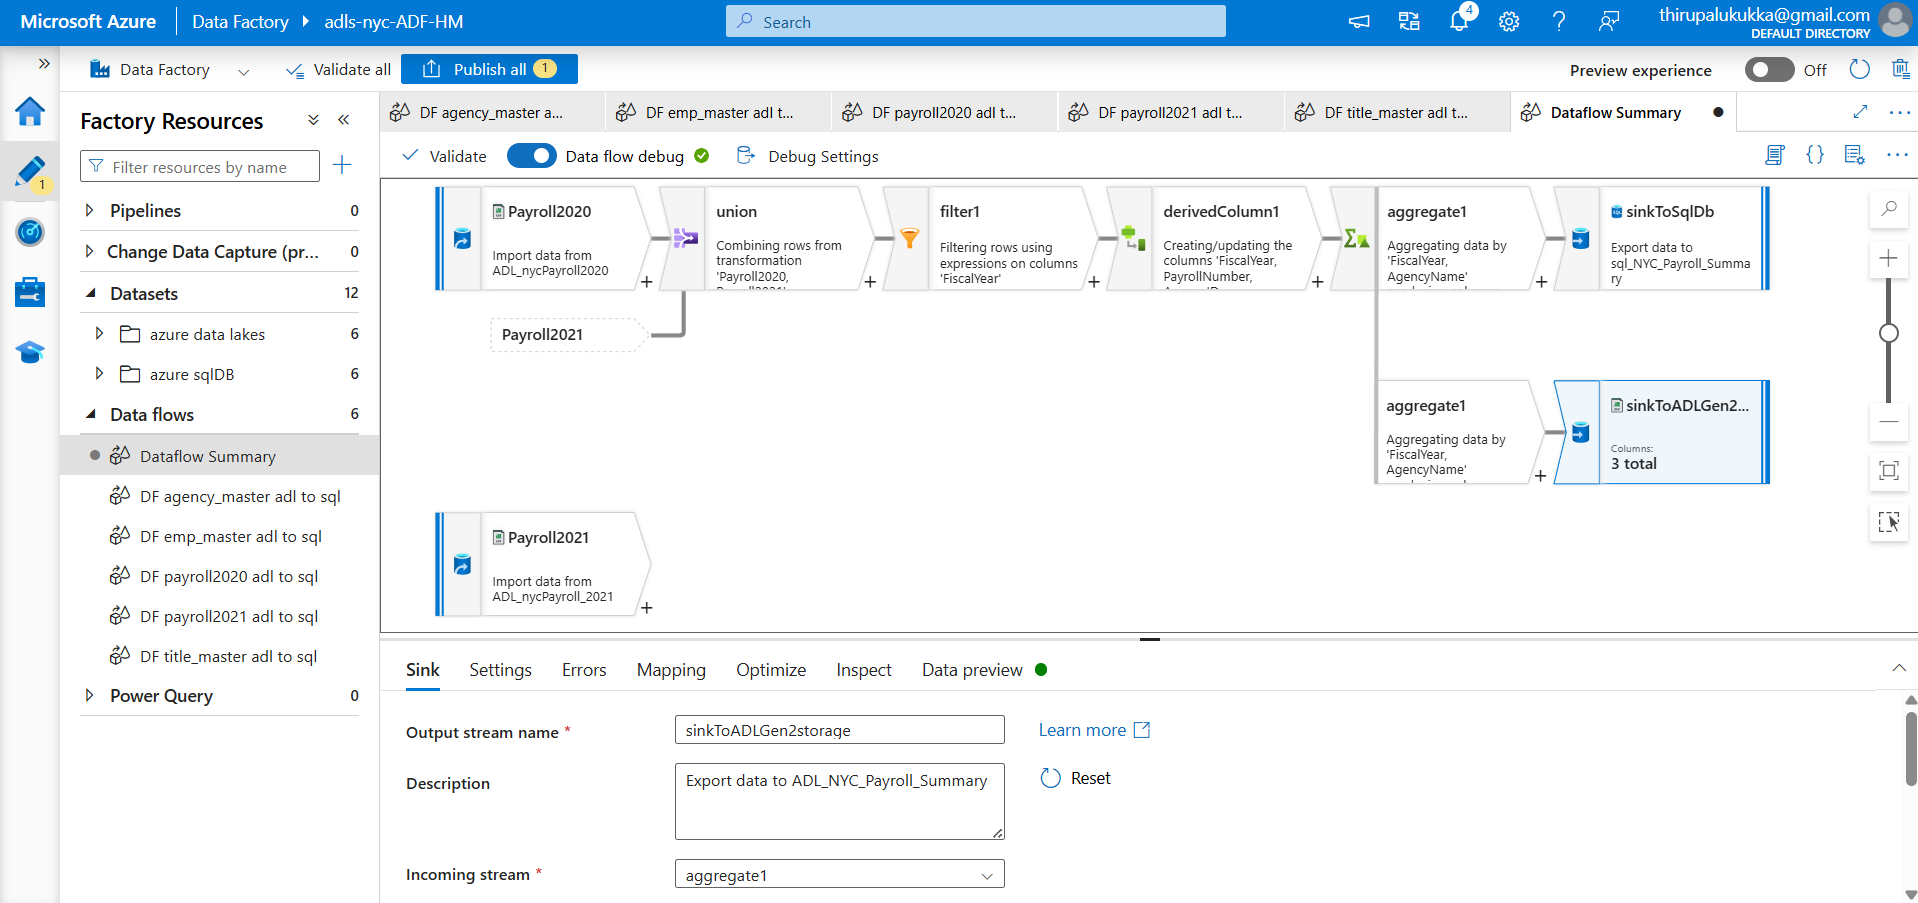 Microsoft Azure
Data Factory
adls-nyc-ADF-HM
Search
4
thirupalukukka@gmail.com
DEFAULT DIRECTORY
Data Factory
Validate all
Publish all
1
Preview experience
Off
1
Factory Resources
Filter resources by name
Pipelines 0
Change Data Capture (pr... 0
Datasets 12
azure data lakes 6
azure sqlDB 6
Data flows 6
Dataflow Summary
DF agency_master adl to sql
DF emp_master adl to sql
DF payroll2020 adl to sql
DF payroll2021 adl to sql
DF title_master adl to sql
Power Query 0
DF agency_master a...
DF emp_master adl t...
DF payroll2020 adl t...
DF payroll2021 adl t...
DF title_master adl t...
Dataflow Summary
Validate
Data flow debug
Debug Settings
Payroll2020
Import data from
ADL_nycPayroll2020
union
Combining rows from
transformation
'Payroll2020,
filter1
Filtering rows using
expressions on columns
'FiscalYear'
derivedColumn1
Creating/updating the
columns 'FiscalYear,
PayrollNumber,
aggregate1
Aggregating data by
'FiscalYear,
AgencyName'
sinkToSqlDb
Export data to
sql_NYC_Payroll_Summa
ry
Payroll2021
aggregate1
Aggregating data by
'FiscalYear,
AgencyName'
sinkToADLGen2...
Columns:
3 total
Payroll2021
Import data from
ADL_nycPayroll_2021
Sink
Settings
Errors
Mapping
Optimize
Inspect
Data preview
Output stream name *
sinkToADLGen2storage
Learn more
Description
Export data to ADL_NYC_Payroll_Summary
Reset
Incoming stream *
aggregate1